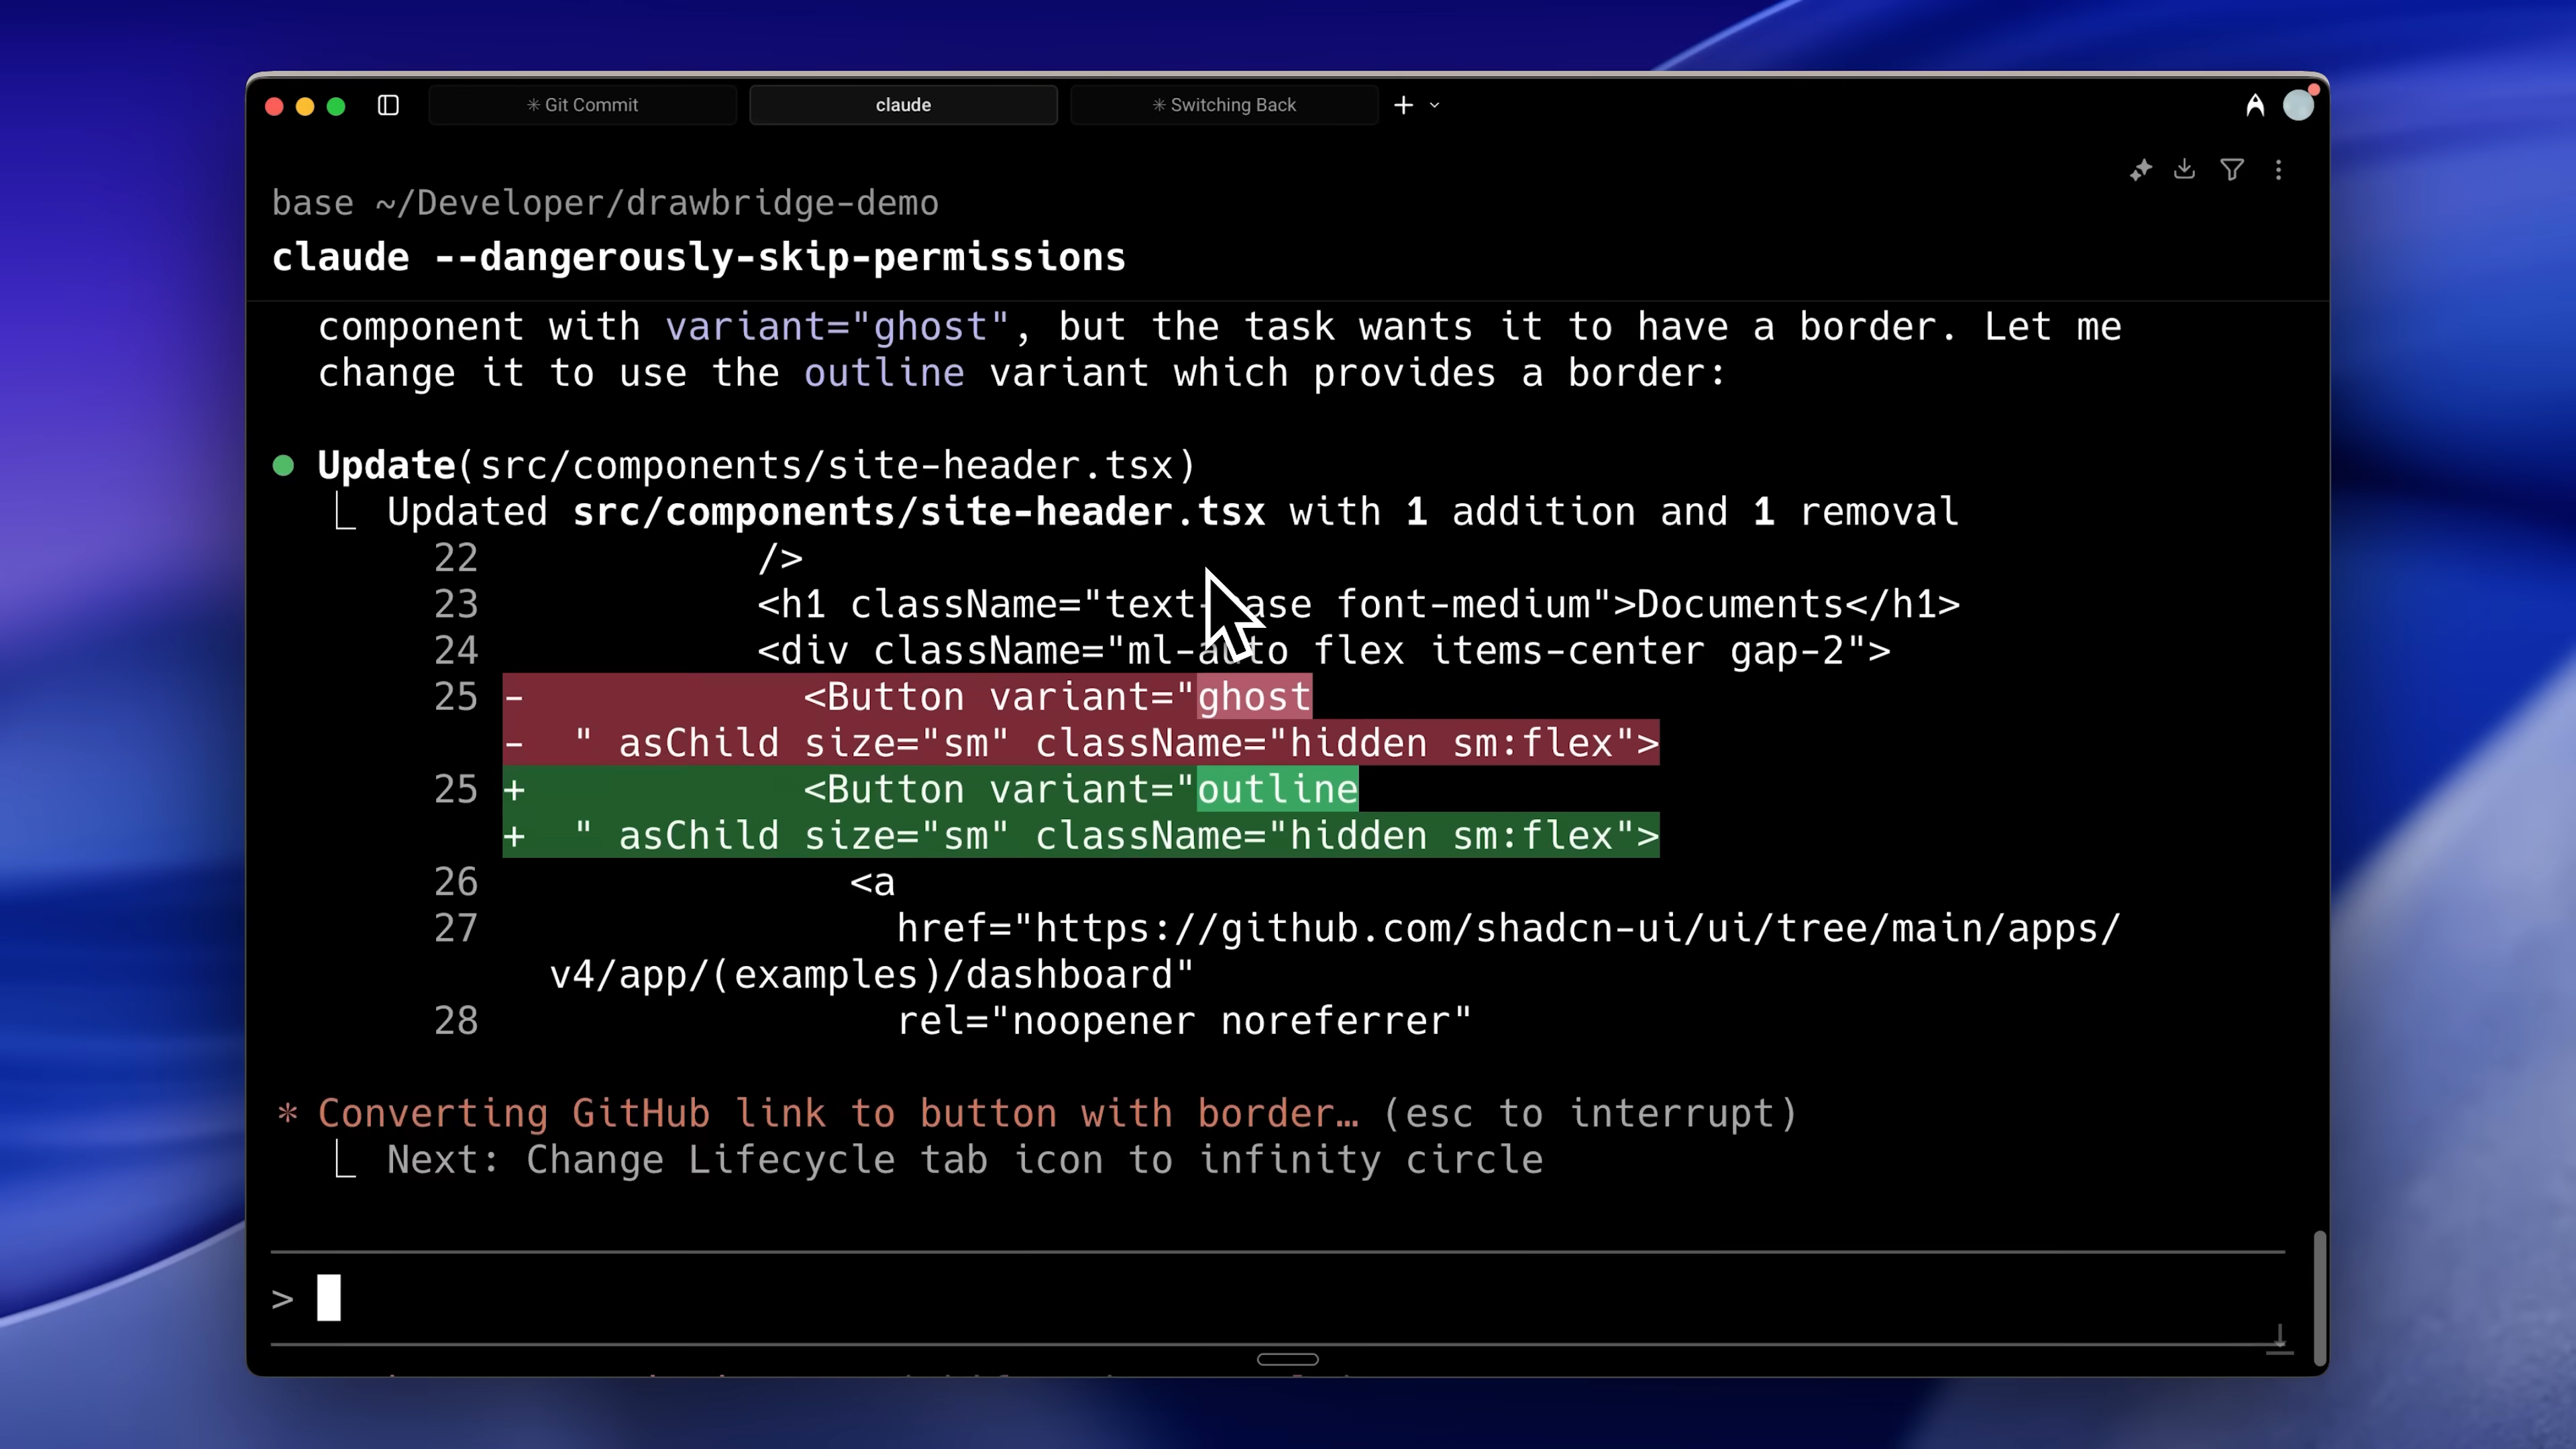 ✳ Git Commit
claude
✳ Switching Back
base ~/Developer/drawbridge-demo
claude --dangerously-skip-permissions
component with variant="ghost", but the task wants it to have a border. Let me
change it to use the outline variant which provides a border:
● Update(src/components/site-header.tsx)
⎿ Updated src/components/site-header.tsx with 1 addition and 1 removal
22 />
23 <h1 className="text-base font-medium">Documents</h1>
24 <div className="ml-auto flex items-center gap-2">
25 - <Button variant="ghost
- " asChild size="sm" className="hidden sm:flex">
25 + <Button variant="outline
+ " asChild size="sm" className="hidden sm:flex">
26 <a
27 href="https://github.com/shadcn-ui/ui/tree/main/apps/
v4/app/(examples)/dashboard"
28 rel="noopener noreferrer"
* Converting GitHub link to button with border… (esc to interrupt)
⎿ Next: Change Lifecycle tab icon to infinity circle
>